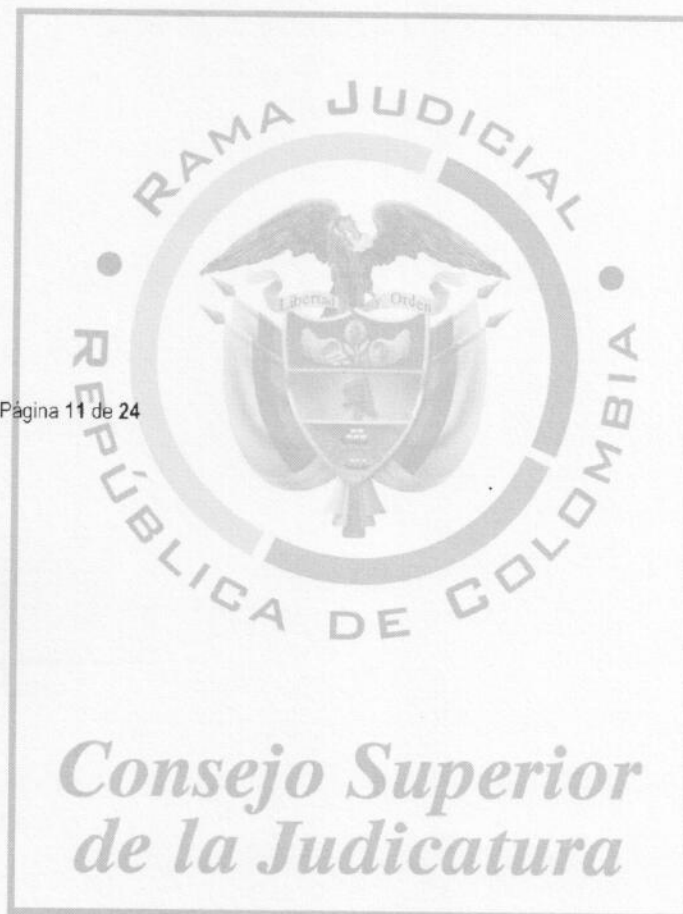 RAMA JUDICIAL
Libertad y Orden
Página 11 de 24
REPÚBLICA DE COLOMBIA
Consejo Superior
de la Judicatura